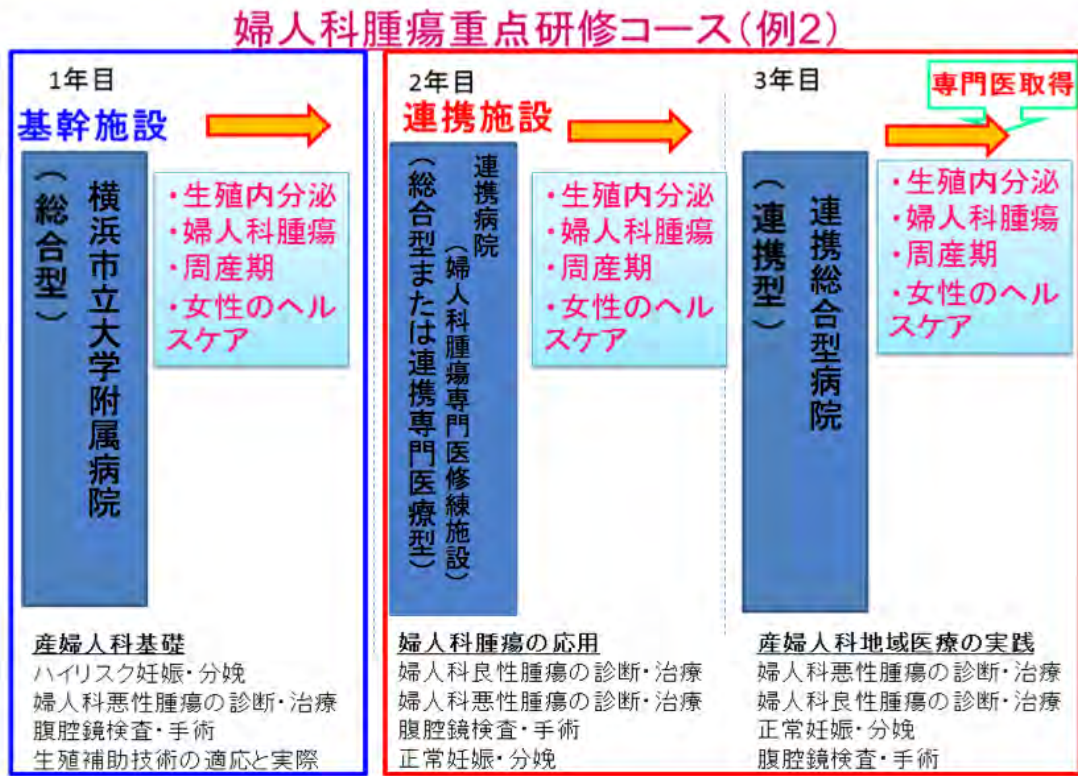 婦人科腫瘍重点研修コース(例2)
1年目
基幹施設
横浜市立大学附属病院
(総合型)
・生殖内分泌
・婦人科腫瘍
・周産期
・女性のヘル
スケア
産婦人科基礎
ハイリスク妊娠・分娩
婦人科悪性腫瘍の診断・治療
腹腔鏡検査・手術
生殖補助技術の適応と実際
2年目
連携施設
連携病院
(婦人科腫瘍専門医修練施設)
(総合型または連携専門医療型)
・生殖内分泌
・婦人科腫瘍
・周産期
・女性のヘル
スケア
婦人科腫瘍の応用
婦人科良性腫瘍の診断・治療
婦人科悪性腫瘍の診断・治療
腹腔鏡検査・手術
正常妊娠・分娩
3年目
専門医取得
連携総合型病院
(連携型)
・生殖内分泌
・婦人科腫瘍
・周産期
・女性のヘル
スケア
産婦人科地域医療の実践
婦人科悪性腫瘍の診断・治療
婦人科良性腫瘍の診断・治療
正常妊娠・分娩
腹腔鏡検査・手術